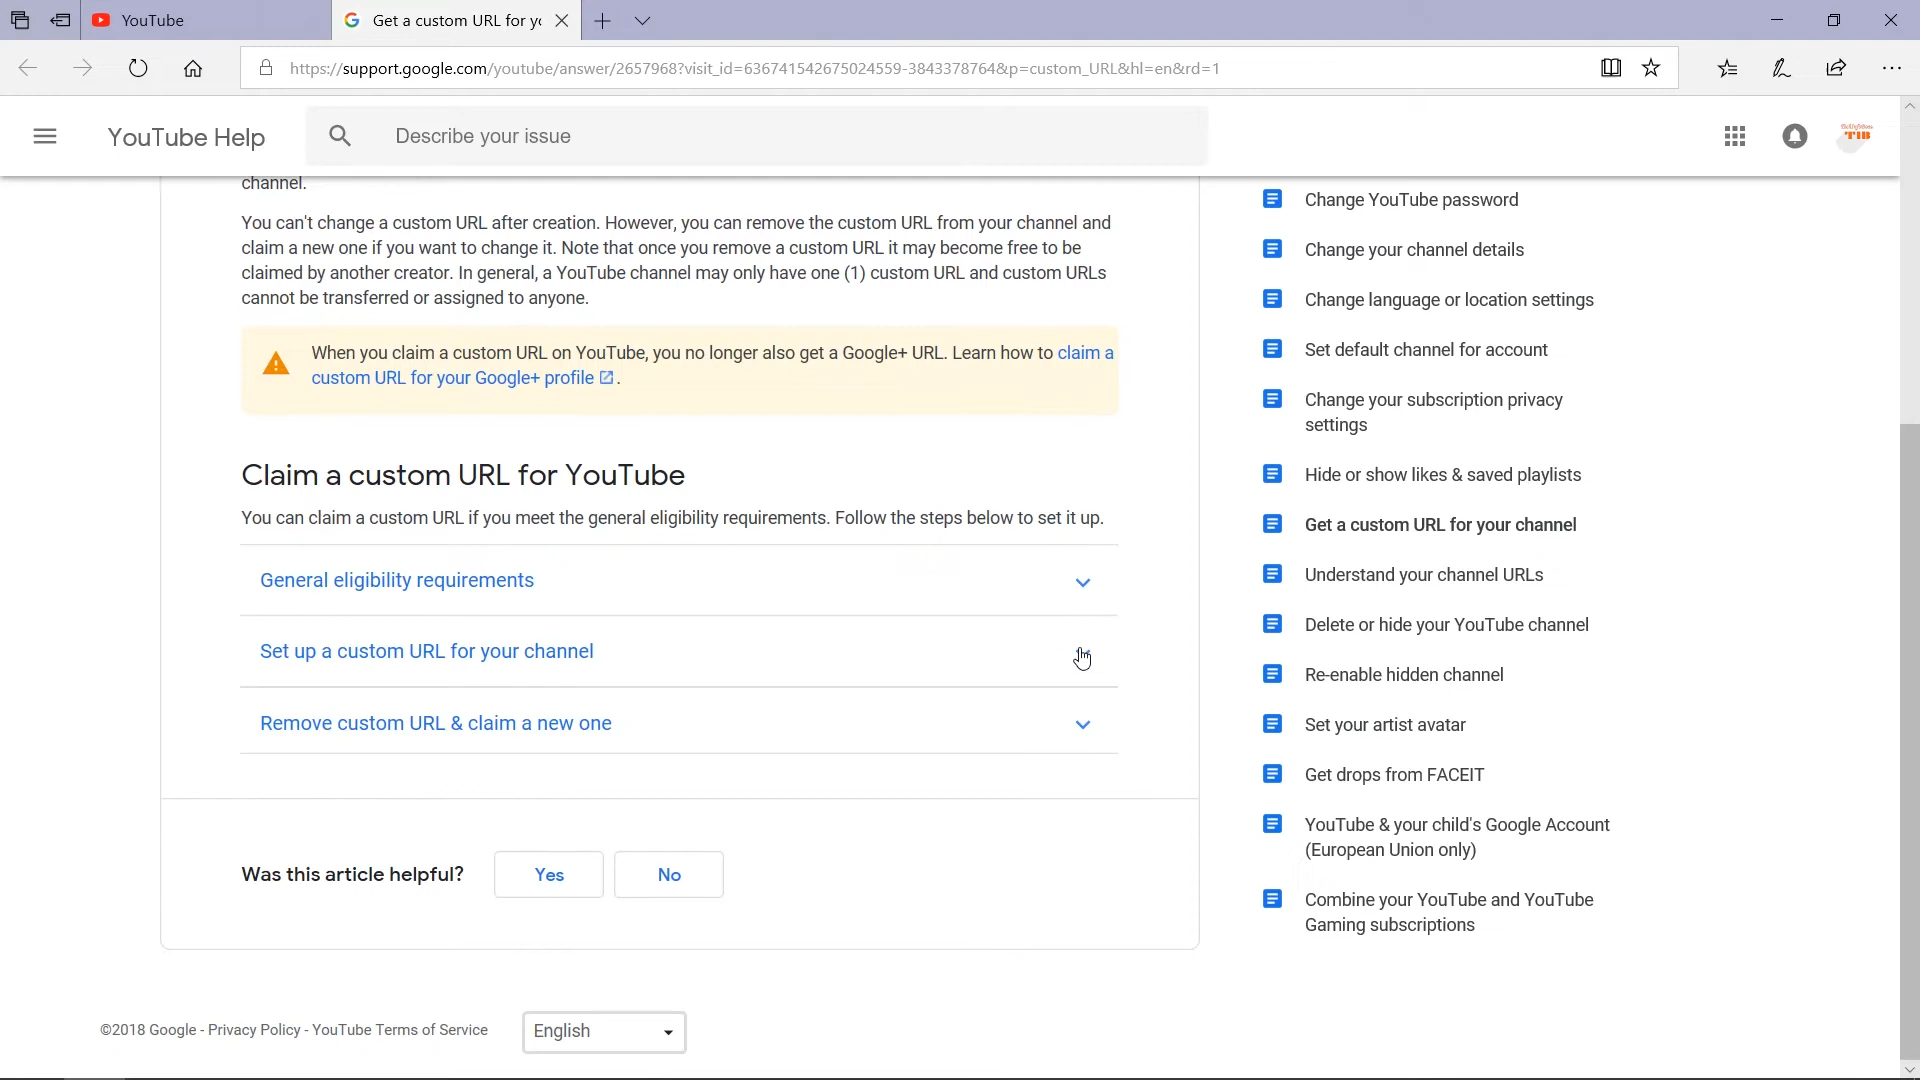 YouTube
Get a custom URL for yo
https://support.google.com/youtube/answer/2657968?visit_id=636741542675024559-3843378764&p=custom_URL&hl=en&rd=1
YouTube Help
Describe your issue
TIB
channel.
You can't change a custom URL after creation. However, you can remove the custom URL from your channel and
claim a new one if you want to change it. Note that once you remove a custom URL it may become free to be
claimed by another creator. In general, a YouTube channel may only have one (1) custom URL and custom URLs
cannot be transferred or assigned to anyone.
When you claim a custom URL on YouTube, you no longer also get a Google+ URL. Learn how to claim a
custom URL for your Google+ profile .
Claim a custom URL for YouTube
You can claim a custom URL if you meet the general eligibility requirements. Follow the steps below to set it up.
General eligibility requirements
Set up a custom URL for your channel
Remove custom URL & claim a new one
Was this article helpful?
Yes
No
Change YouTube password
Change your channel details
Change language or location settings
Set default channel for account
Change your subscription privacy
settings
Hide or show likes & saved playlists
Get a custom URL for your channel
Understand your channel URLs
Delete or hide your YouTube channel
Re-enable hidden channel
Set your artist avatar
Get drops from FACEIT
YouTube & your child's Google Account
(European Union only)
Combine your YouTube and YouTube
Gaming subscriptions
©2018 Google - Privacy Policy - YouTube Terms of Service
English